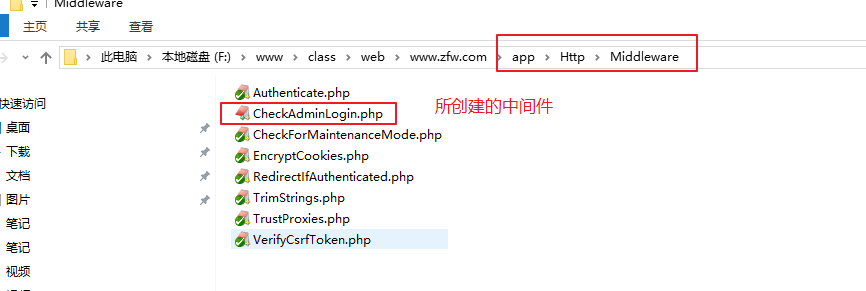 Middleware
主页 共享 查看
此电脑 本地磁盘 (F:) www class web www.zfw.com app Http Middleware
快速访问
桌面
下载
文档
图片
笔记
笔记
视频
Authenticate.php
CheckAdminLogin.php
所创建的中间件
CheckForMaintenanceMode.php
EncryptCookies.php
RedirectIfAuthenticated.php
TrimStrings.php
TrustProxies.php
VerifyCsrfToken.php